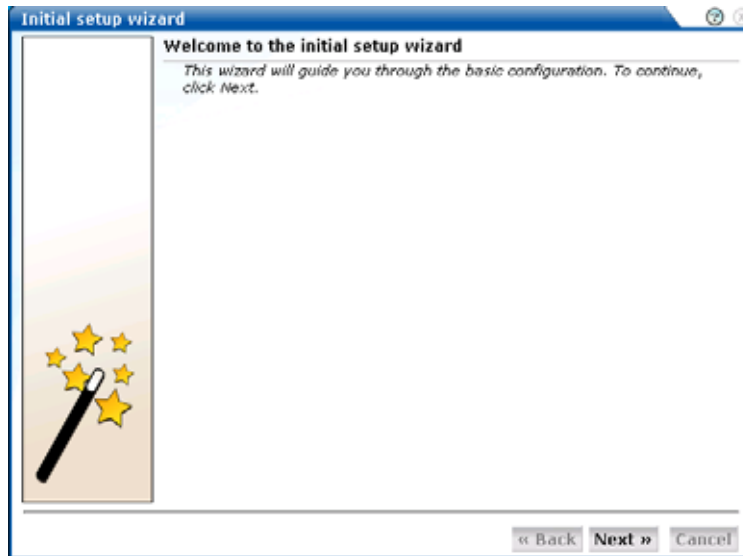 Initial setup wizard
Welcome to the initial setup wizard
This wizard will guide you through the basic configuration. To continue,
click Next.
« Back Next » Cancel